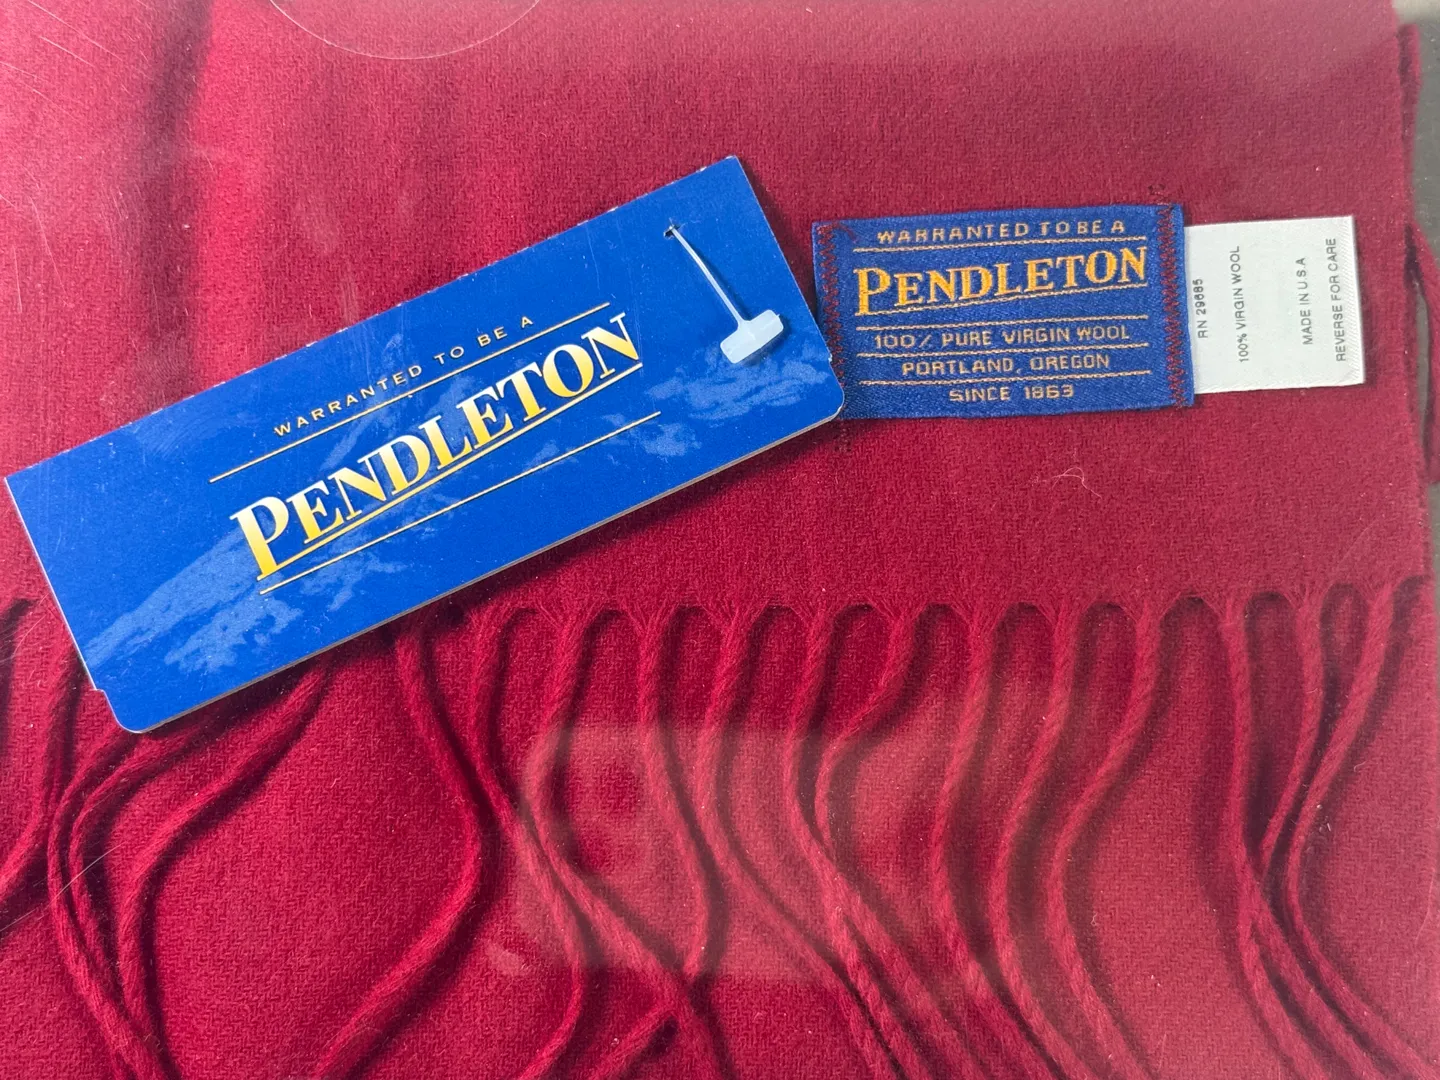 WARRANTED TO BE A
PENDLETON
WARRANTED TO BE A
PENDLETON
100% PURE VIRGIN WOOL
PORTLAND, OREGON
SINCE 1863
RN 29685
100% VIRGIN WOOL
MADE IN U.S.A
REVERSE FOR CARE